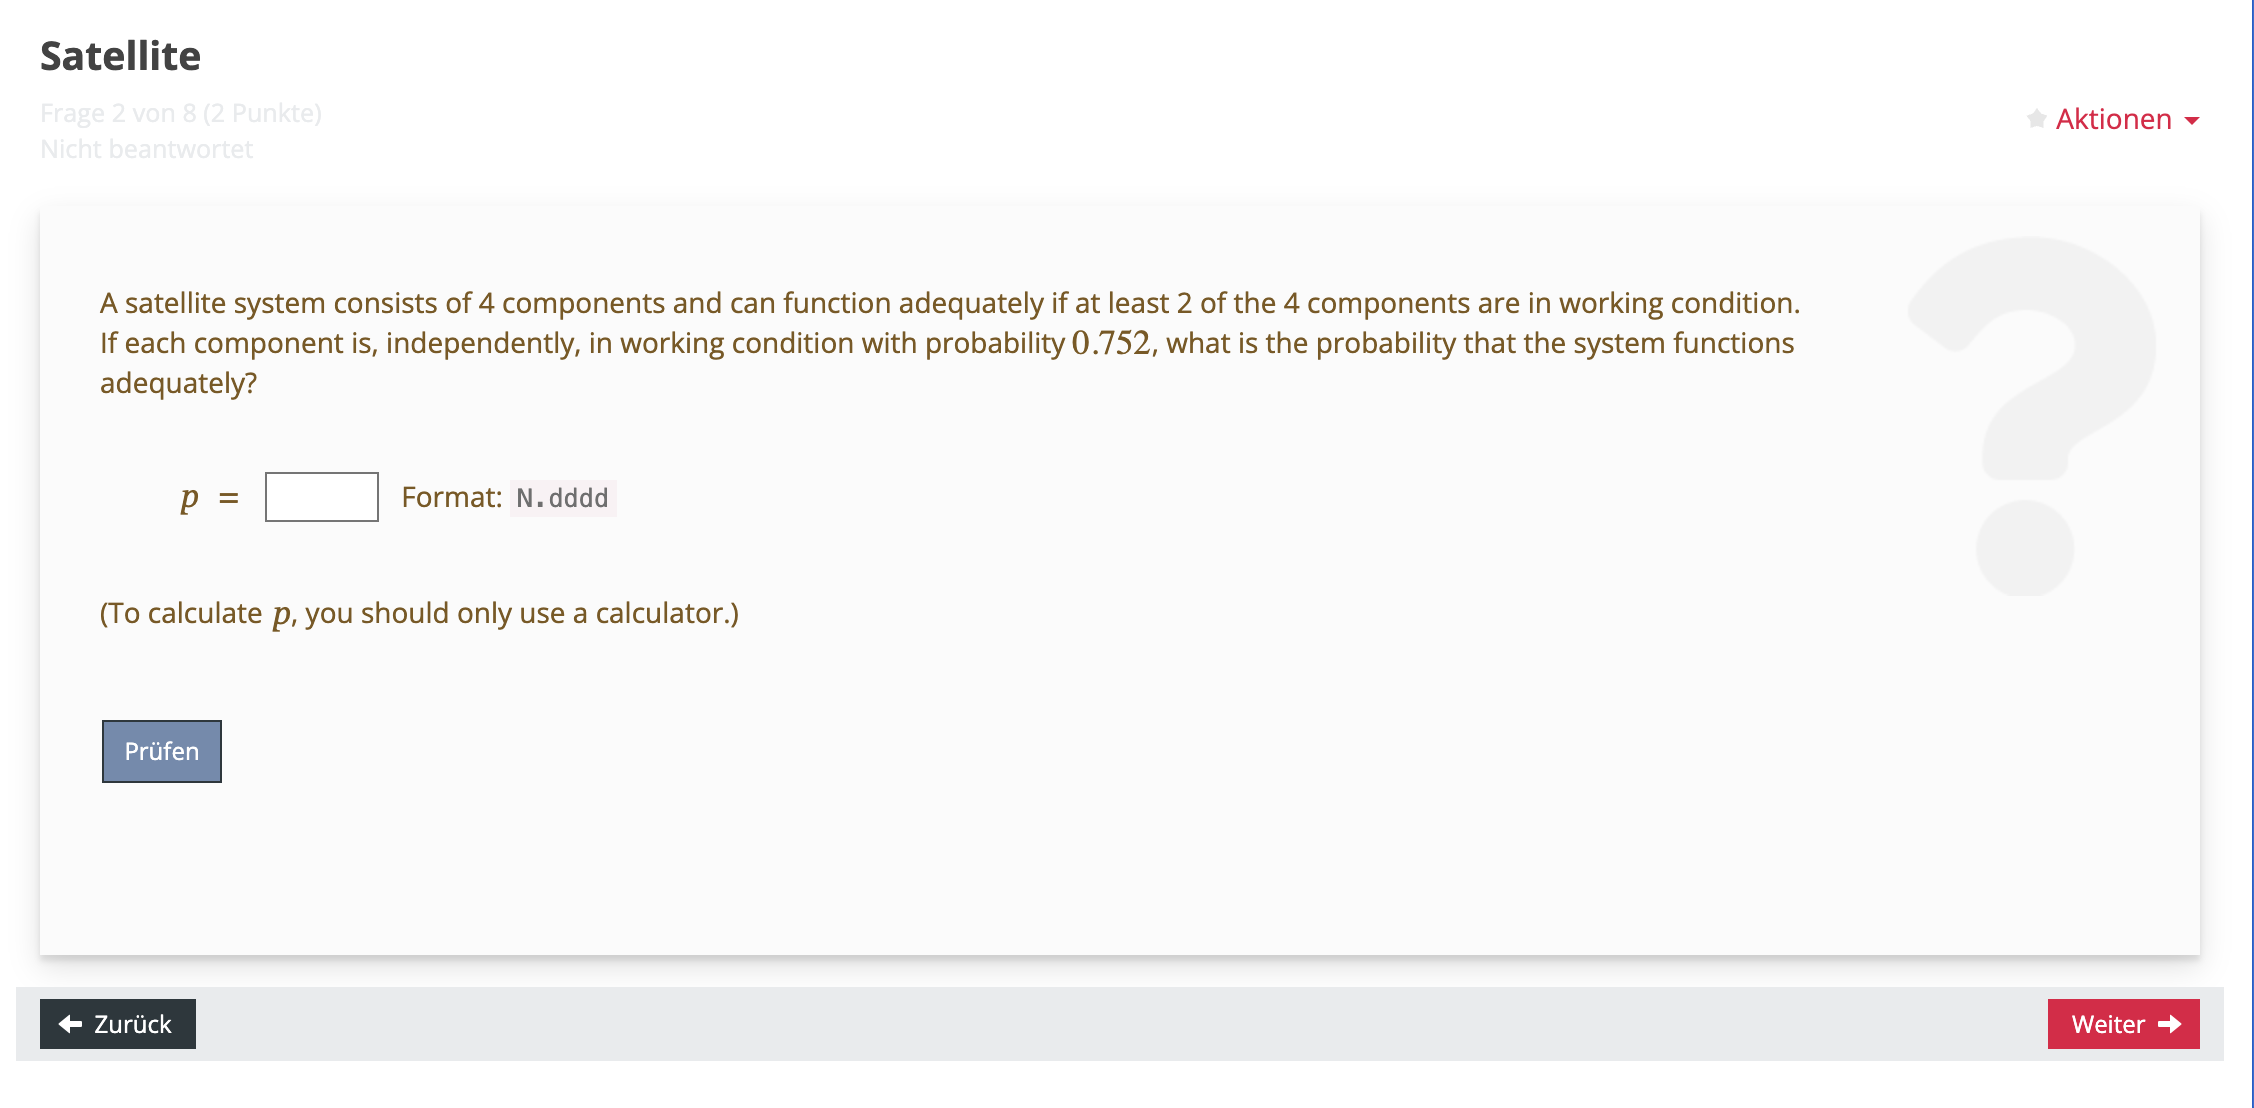 Satellite
Frage 2 von 8 (2 Punkte)
Nicht beantwortet
Aktionen
A satellite system consists of 4 components and can function adequately if at least 2 of the 4 components are in working condition.
If each component is, independently, in working condition with probability 0.752, what is the probability that the system functions
adequately?
p = Format: N.dddd
(To calculate p, you should only use a calculator.)
Prüfen
Zurück
Weiter